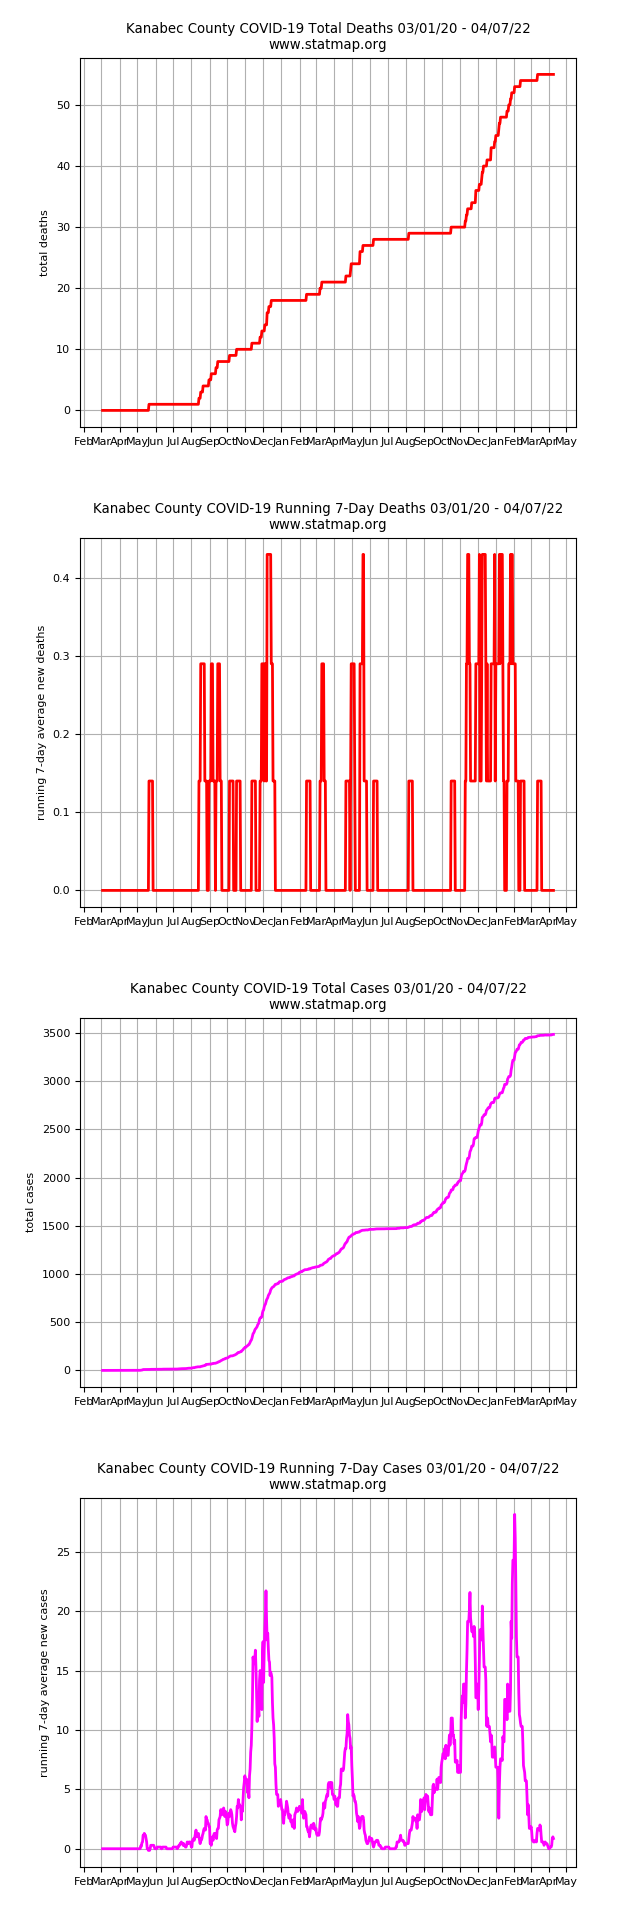 Kanabec County COVID-19 Total Deaths 03/01/20 - 04/07/22
www.statmap.org
50
40
30
20
10
0
total deaths
Feb Mar Apr May Jun Jul Aug Sep Oct Nov Dec Jan Feb Mar Apr May Jun Jul Aug Sep Oct Nov Dec Jan Feb Mar Apr May
Kanabec County COVID-19 Running 7-Day Deaths 03/01/20 - 04/07/22
www.statmap.org
0.4
0.3
0.2
0.1
0.0
running 7-day average new deaths
Feb Mar Apr May Jun Jul Aug Sep Oct Nov Dec Jan Feb Mar Apr May Jun Jul Aug Sep Oct Nov Dec Jan Feb Mar Apr May
Kanabec County COVID-19 Total Cases 03/01/20 - 04/07/22
www.statmap.org
3500
3000
2500
2000
1500
1000
500
0
total cases
Feb Mar Apr May Jun Jul Aug Sep Oct Nov Dec Jan Feb Mar Apr May Jun Jul Aug Sep Oct Nov Dec Jan Feb Mar Apr May
Kanabec County COVID-19 Running 7-Day Cases 03/01/20 - 04/07/22
www.statmap.org
25
20
15
10
5
0
running 7-day average new cases
Feb Mar Apr May Jun Jul Aug Sep Oct Nov Dec Jan Feb Mar Apr May Jun Jul Aug Sep Oct Nov Dec Jan Feb Mar Apr May